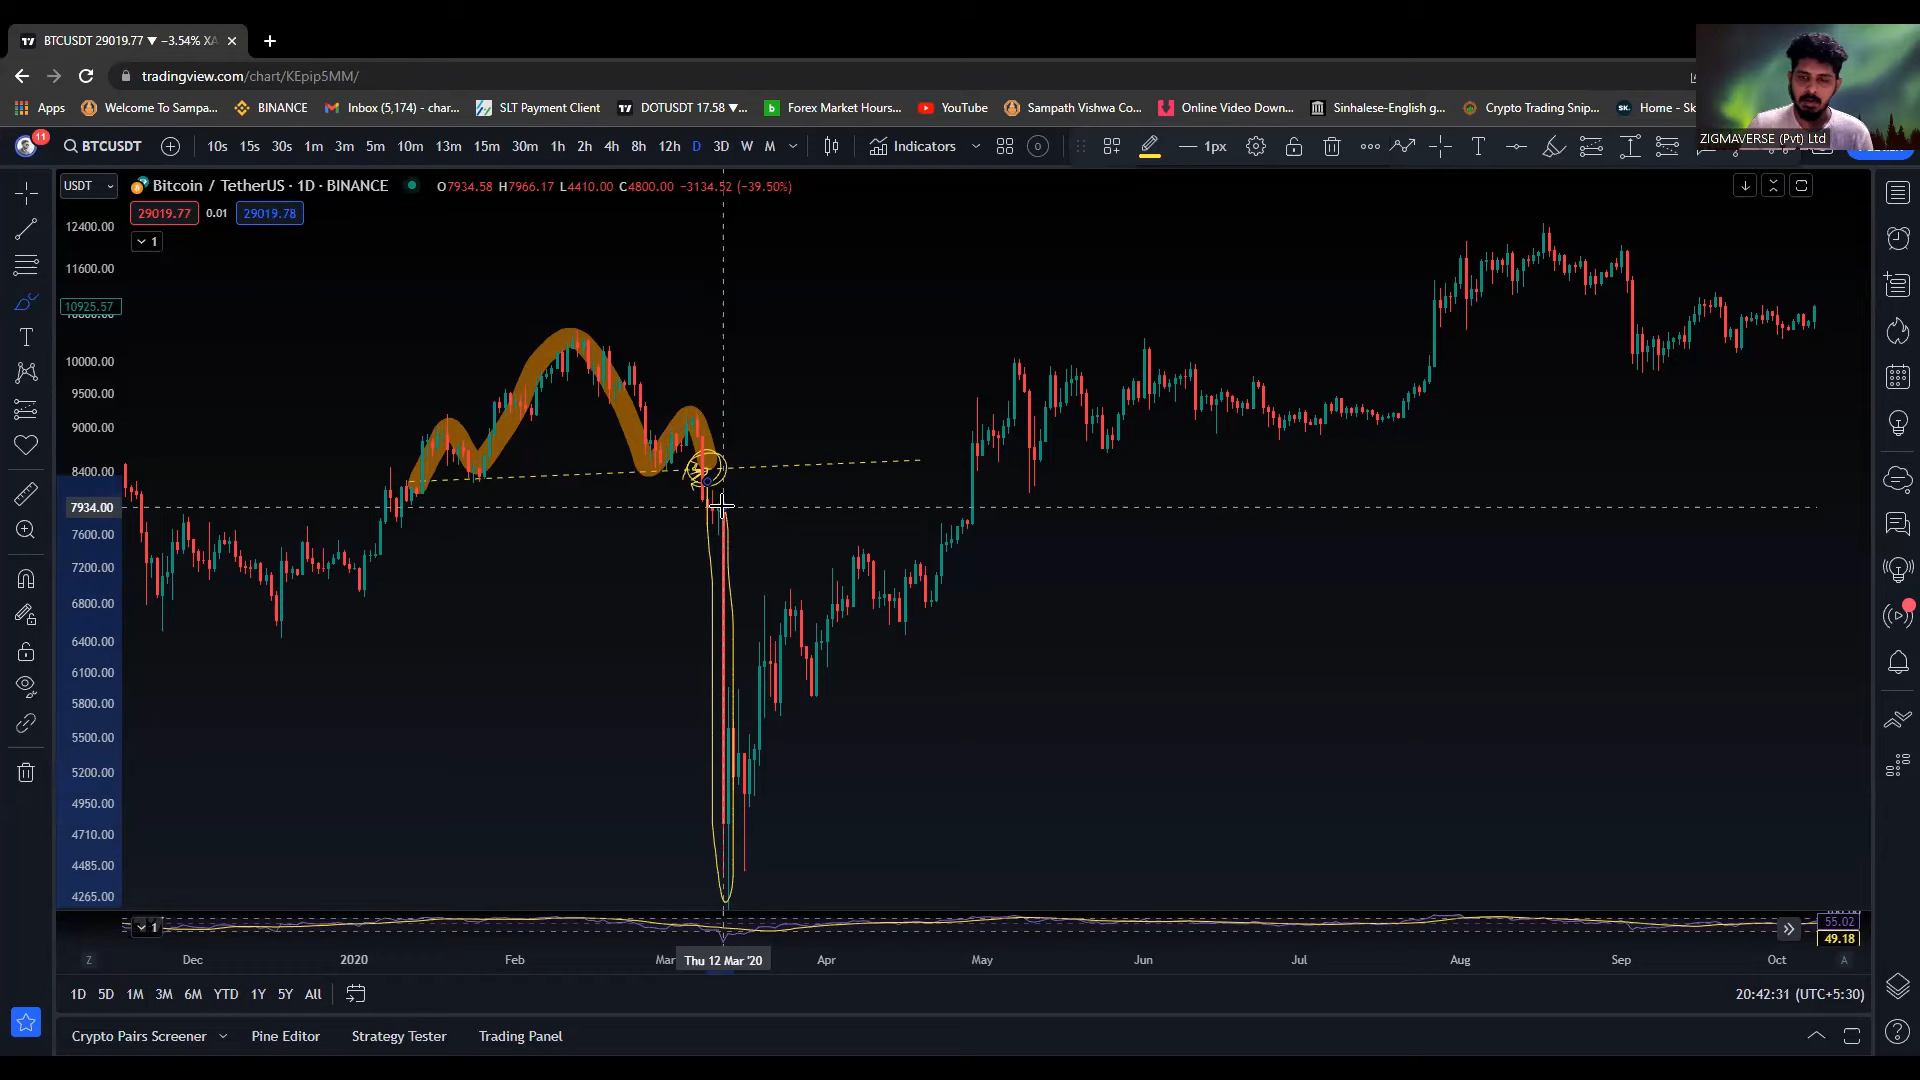 BTCUSDT 29019.77 ▼ −3.54% XA
tradingview.com/chart/KEpip5MM/
Apps Welcome To Sampa... BINANCE Inbox (5,174) - char... SLT Payment Client DOTUSDT 17.58 ▼... Forex Market Hours... YouTube Sampath Vishwa Co... Online Video Down... Sinhalese-English g... Crypto Trading Snip... Home - Sk
ZIGMAVERSE (Pvt) Ltd
11
BTCUSDT 10s 15s 30s 1m 3m 5m 10m 13m 15m 30m 1h 2h 4h 8h 12h D 3D W M Indicators 1px
USDT Bitcoin / TetherUS · 1D · BINANCE O7934.58 H7966.17 L4410.00 C4800.00 −3134.52 (−39.50%)
29019.77 0.01 29019.78
1
12400.00
11600.00
10925.57
10000.00
9500.00
9000.00
8400.00
7934.00
7600.00
7200.00
6800.00
6400.00
6100.00
5800.00
5500.00
5200.00
4950.00
4710.00
4485.00
4265.00
1
55.02
49.18
Z Dec 2020 Feb Mar Thu 12 Mar '20 Apr May Jun Jul Aug Sep Oct A
1D 5D 1M 3M 6M YTD 1Y 5Y All 20:42:31 (UTC+5:30)
Crypto Pairs Screener Pine Editor Strategy Tester Trading Panel